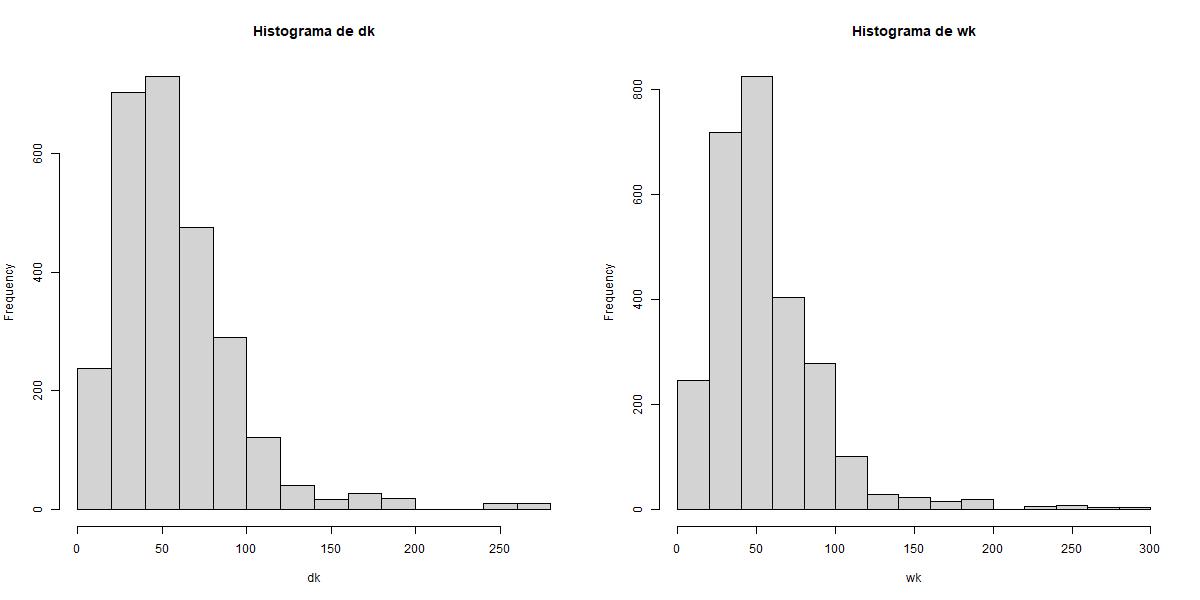 Histograma de dk
Frequency
0 200 400 600
0 50 100 150 200 250
dk
Histograma de wk
Frequency
0 200 400 600 800
0 50 100 150 200 250 300
wk